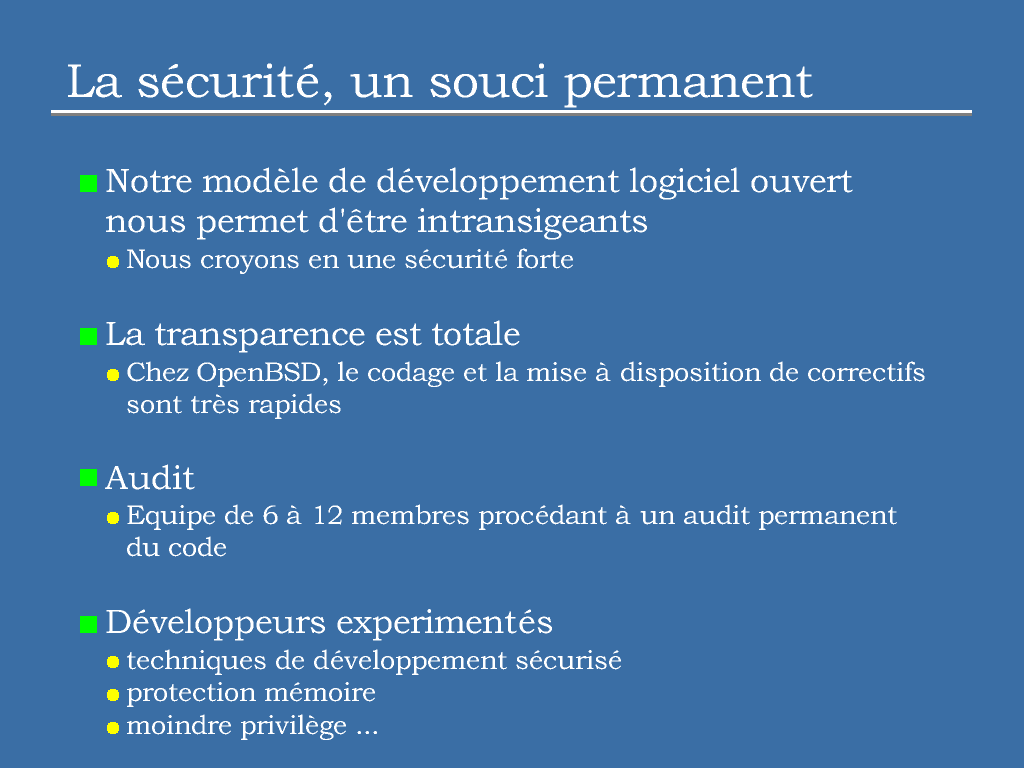 La sécurité, un souci permanent
Notre modèle de développement logiciel ouvert
nous permet d'être intransigeants
Nous croyons en une sécurité forte
La transparence est totale
Chez OpenBSD, le codage et la mise à disposition de correctifs
sont très rapides
Audit
Equipe de 6 à 12 membres procédant à un audit permanent
du code
Développeurs experimentés
techniques de développement sécurisé
protection mémoire
moindre privilège ...